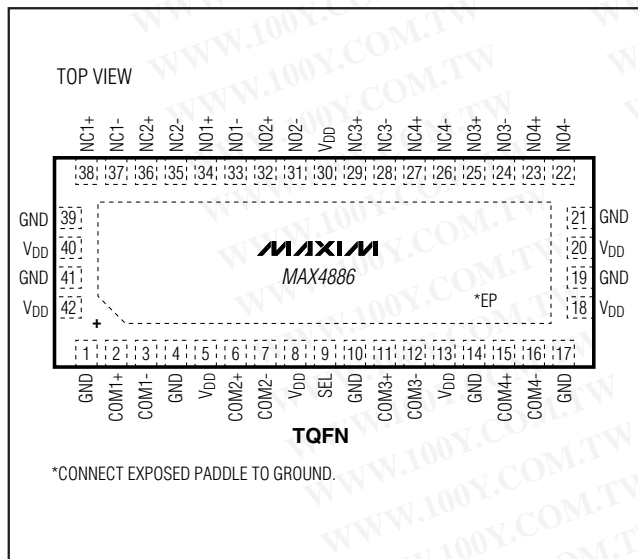 TOP VIEW
NC1+ NC1- NC2+ NC2- NO1+ NO1- NO2+ NO2- VDD NC3+ NC3- NC4+ NC4- NO3+ NO3- NO4+ NO4-
38 37 36 35 34 33 32 31 30 29 28 27 26 25 24 23 22
GND 39 21 GND
VDD 40 MAXIM 20 VDD
GND 41 MAX4886 19 GND
VDD 42 *EP 18 VDD
+
1 2 3 4 5 6 7 8 9 10 11 12 13 14 15 16 17
GND COM1+ COM1- GND VDD COM2+ COM2- VDD SEL GND COM3+ COM3- VDD GND COM4+ COM4- GND
TQFN
*CONNECT EXPOSED PADDLE TO GROUND.
WWW.100Y.COM.TW